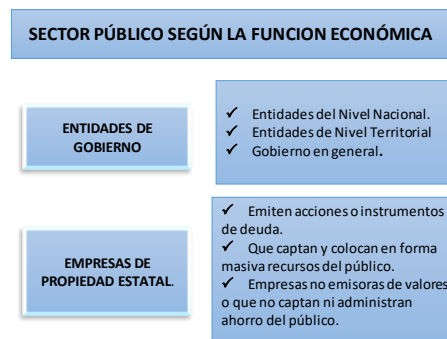 SECTOR PÚBLICO SEGÚN LA FUNCION ECONÓMICA
ENTIDADES DE
GOBIERNO
✓ Entidades del Nivel Nacional.
✓ Entidades de Nivel Territorial
✓ Gobierno en general.
EMPRESAS DE
PROPIEDAD ESTATAL.
✓ Emiten acciones o instrumentos
de deuda.
✓ Que captan y colocan en forma
masiva recursos del público.
✓ Empresas no emisoras de valores
o que no captan ni administran
ahorro del público.